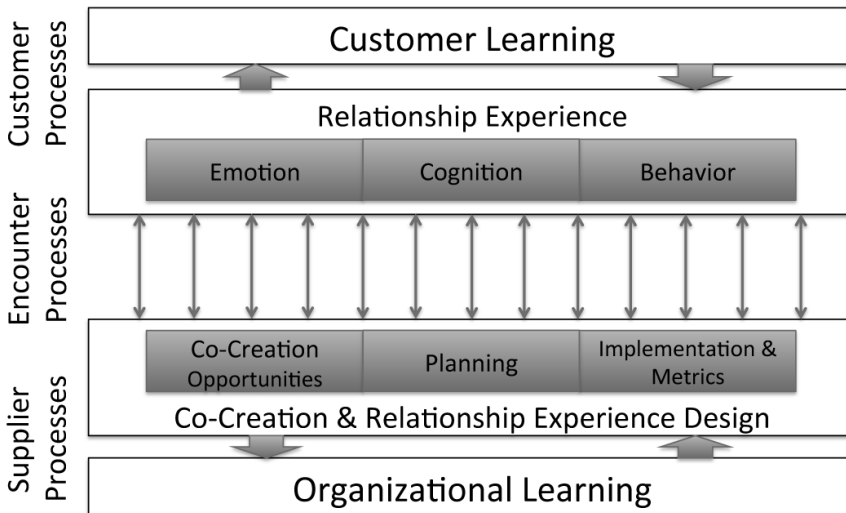 Customer Processes
Customer Learning
Relationship Experience
Emotion
Cognition
Behavior
Encounter Processes
Co-Creation
Opportunities
Planning
Implementation &
Metrics
Co-Creation & Relationship Experience Design
Supplier Processes
Organizational Learning